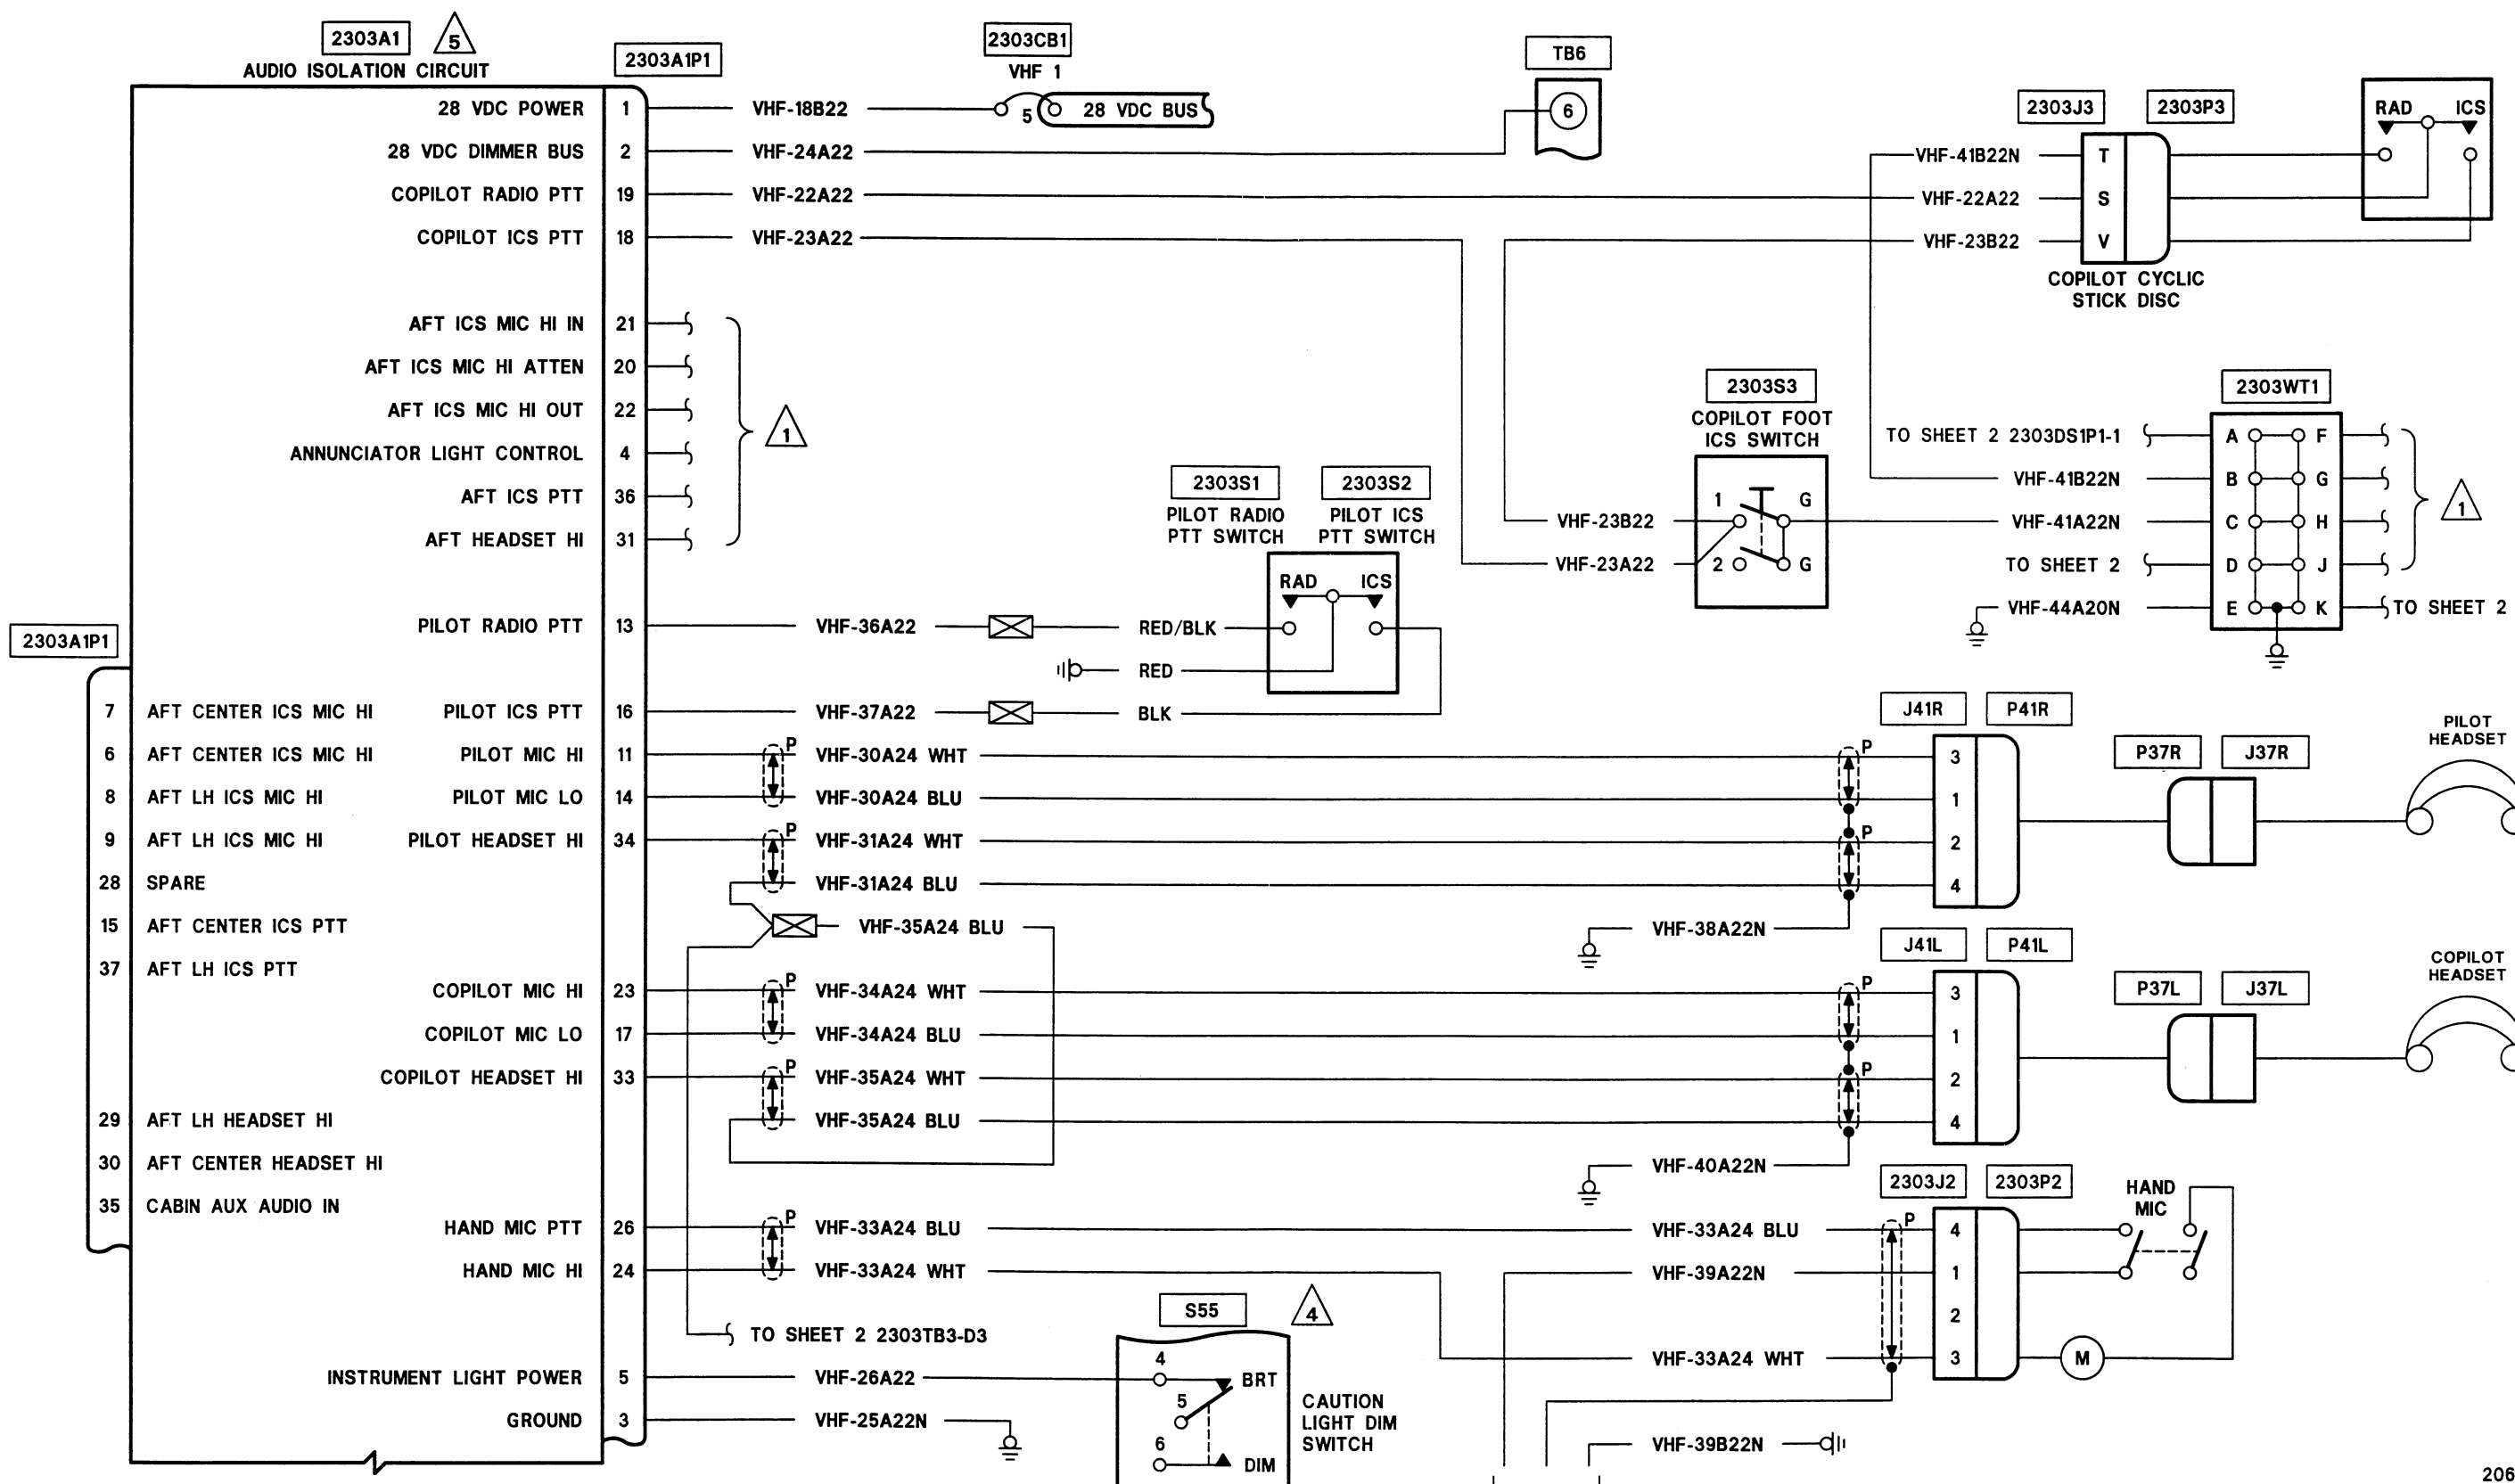 2303A1
5
AUDIO ISOLATION CIRCUIT
2303A1P1
28 VDC POWER 1 VHF-18B22
28 VDC DIMMER BUS 2 VHF-24A22
COPILOT RADIO PTT 19 VHF-22A22
COPILOT ICS PTT 18 VHF-23A22
AFT ICS MIC HI IN 21
AFT ICS MIC HI ATTEN 20
AFT ICS MIC HI OUT 22
ANNUNCIATOR LIGHT CONTROL 4
AFT ICS PTT 36
AFT HEADSET HI 31
1
2303CB1
VHF 1
5 28 VDC BUS
TB6
6
2303J3 2303P3
VHF-41B22N T
VHF-22A22 S
VHF-23B22 V
COPILOT CYCLIC
STICK DISC
RAD ICS
2303S3
COPILOT FOOT
ICS SWITCH
1 G
2 G
VHF-23B22
VHF-23A22
2303WT1
TO SHEET 2 2303DS1P1-1 A F
VHF-41B22N B G
VHF-41A22N C H
TO SHEET 2 D J
VHF-44A20N E K TO SHEET 2
1
2303S1 2303S2
PILOT RADIO
PTT SWITCH
PILOT ICS
PTT SWITCH
RAD ICS
PILOT RADIO PTT 13 VHF-36A22 RED/BLK
RED
PILOT ICS PTT 16 VHF-37A22 BLK
2303A1P1
7 AFT CENTER ICS MIC HI
6 AFT CENTER ICS MIC HI
8 AFT LH ICS MIC HI
9 AFT LH ICS MIC HI
28 SPARE
15 AFT CENTER ICS PTT
37 AFT LH ICS PTT
29 AFT LH HEADSET HI
30 AFT CENTER HEADSET HI
35 CABIN AUX AUDIO IN
J41R P41R
PILOT MIC HI 11 P VHF-30A24 WHT P 3
PILOT MIC LO 14 VHF-30A24 BLU 1
PILOT HEADSET HI 34 P VHF-31A24 WHT P 2
VHF-31A24 BLU 4
VHF-35A24 BLU
VHF-38A22N
P37R J37R
PILOT
HEADSET
J41L P41L
COPILOT MIC HI 23 P VHF-34A24 WHT P 3
COPILOT MIC LO 17 VHF-34A24 BLU 1
COPILOT HEADSET HI 33 P VHF-35A24 WHT P 2
VHF-35A24 BLU 4
VHF-40A22N
P37L J37L
COPILOT
HEADSET
2303J2 2303P2
HAND
MIC
HAND MIC PTT 26 P VHF-33A24 BLU VHF-33A24 BLU P 4
HAND MIC HI 24 VHF-33A24 WHT VHF-39A22N 1
2
VHF-33A24 WHT 3 M
TO SHEET 2 2303TB3-D3
INSTRUMENT LIGHT POWER 5 VHF-26A22
GROUND 3 VHF-25A22N
S55
4
4 BRT
5
6 DIM
CAUTION
LIGHT DIM
SWITCH
VHF-39B22N
206